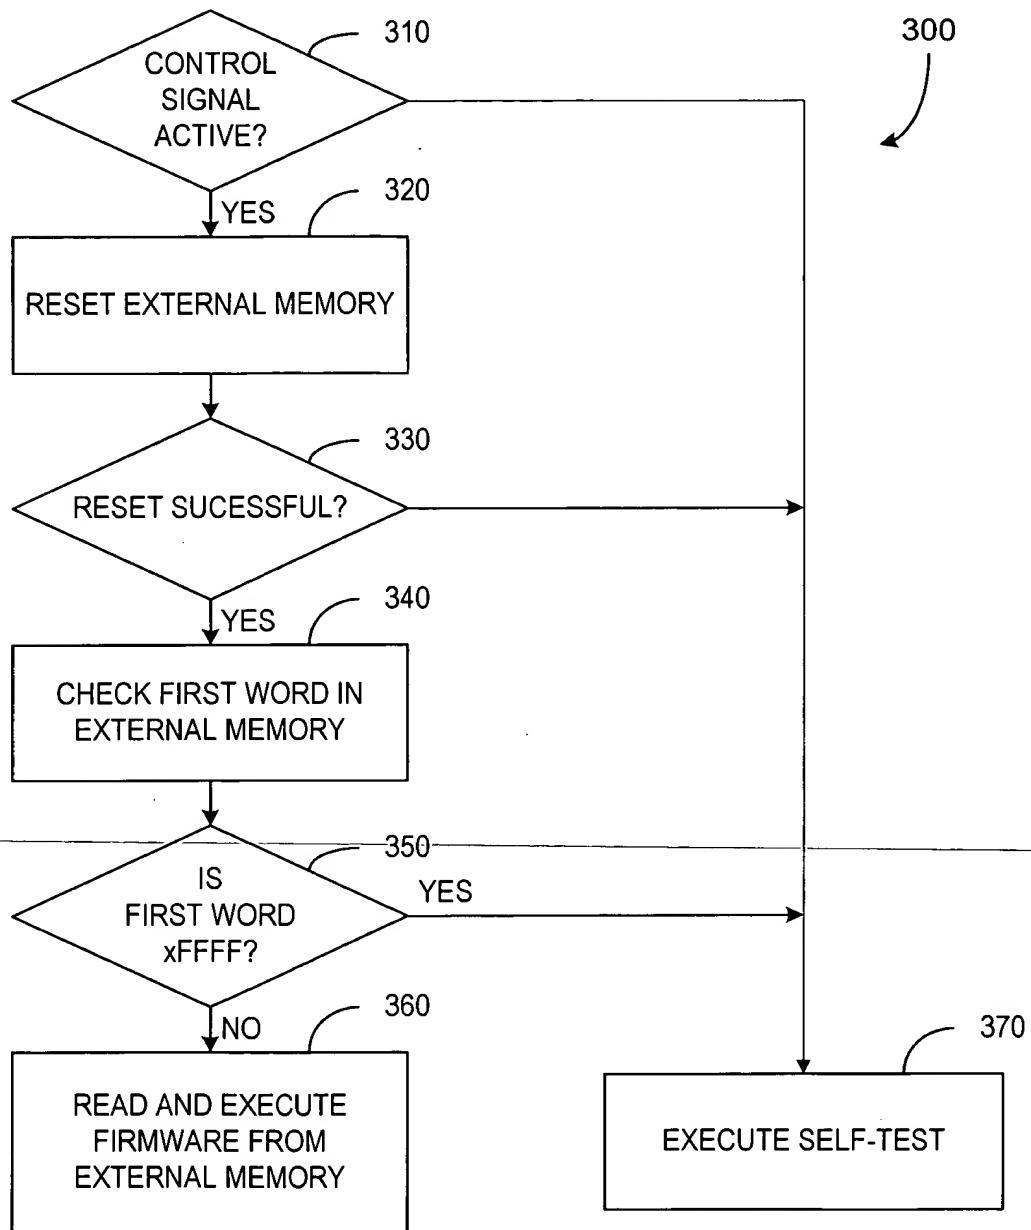 310
300
CONTROL
SIGNAL
ACTIVE?
320
YES
RESET EXTERNAL MEMORY
330
RESET SUCESSFUL?
340
YES
CHECK FIRST WORD IN
EXTERNAL MEMORY
350
IS
FIRST WORD
xFFFF?
YES
360
NO
370
READ AND EXECUTE
FIRMWARE FROM
EXTERNAL MEMORY
EXECUTE SELF-TEST